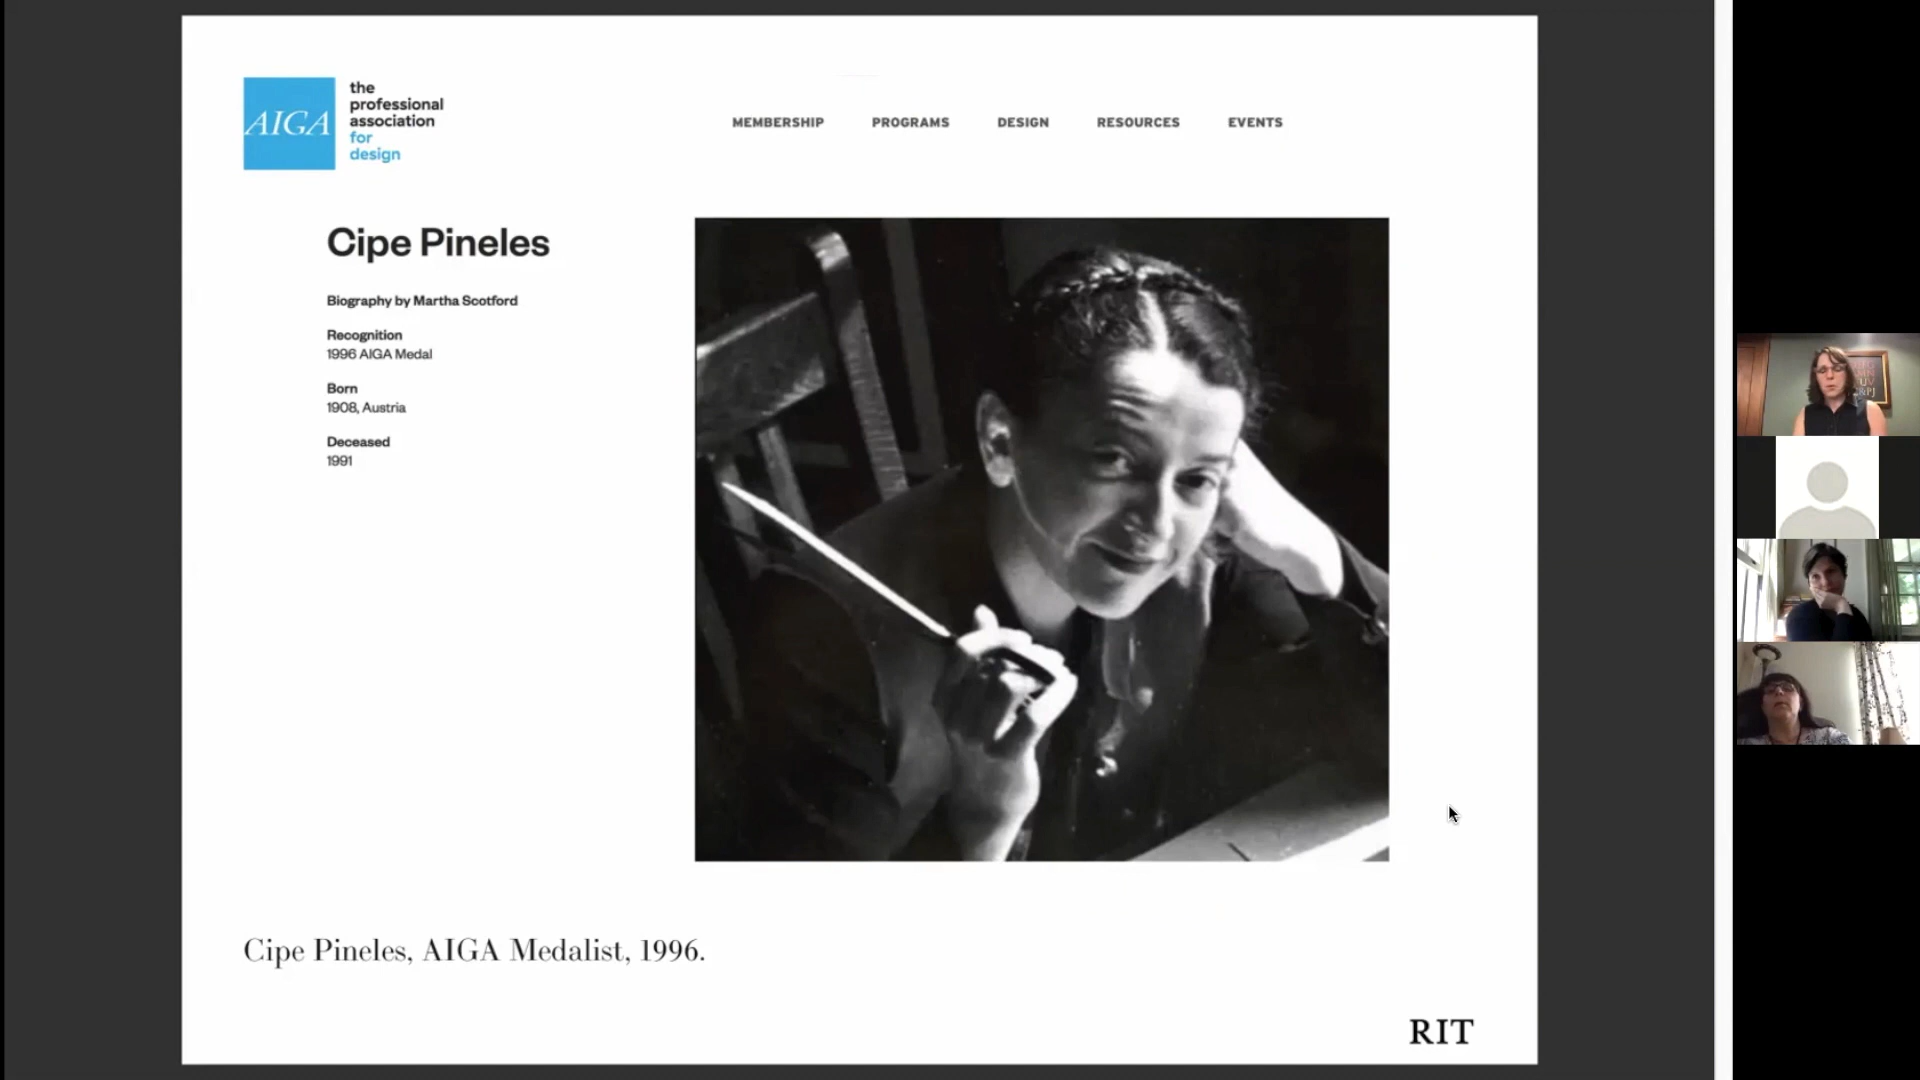 AIGA
the
professional
association
for
design
MEMBERSHIP PROGRAMS DESIGN RESOURCES EVENTS
Cipe Pineles
Biography by Martha Scotford
Recognition
1996 AIGA Medal
Born
1908, Austria
Deceased
1991
Cipe Pineles, AIGA Medalist, 1996.
RIT